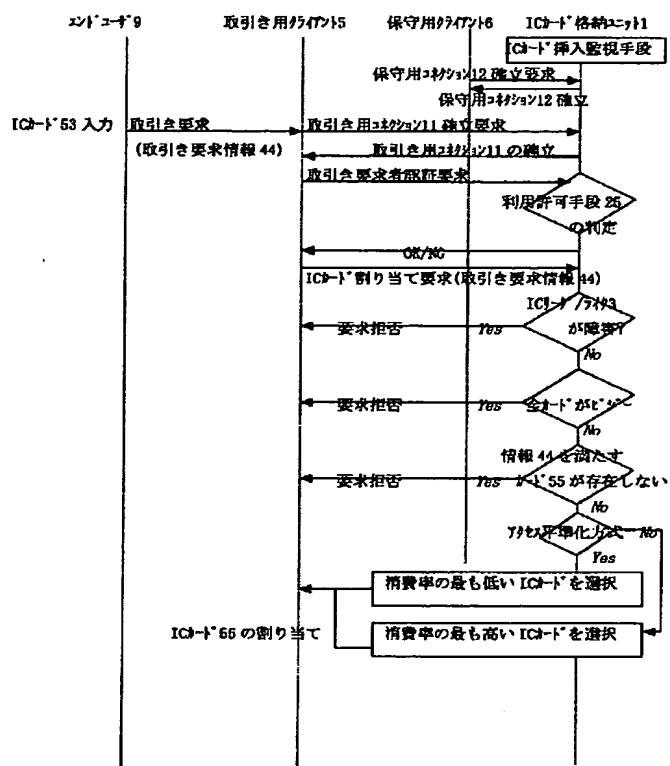 エンドユーザ9 取引き用クライアント5 保守用クライアント6 ICカード格納ユニット1
ICカード挿入監視手段
保守用コネクション12 確立要求
保守用コネクション12 確立
ICカード53 入力 取引き要求 取引き用コネクション11 確立要求
(取引き要求情報 44) 取引き用コネクション11 の確立
取引き要求者認証要求
利用許可手段 25
の判定
OK/NG
ICカード割り当て要求(取引き要求情報 44)
ICリーダ/ライタ3
が障害?
要求拒否 Yes
No
要求拒否 Yes 全カードがビジー
No
情報 44 を満たす
要求拒否 Yes カード55 が存在しない
No
アクセス平準化方式 No
Yes
消費率の最も低い ICカードを選択
ICカード55 の割り当て 消費率の最も高い ICカードを選択